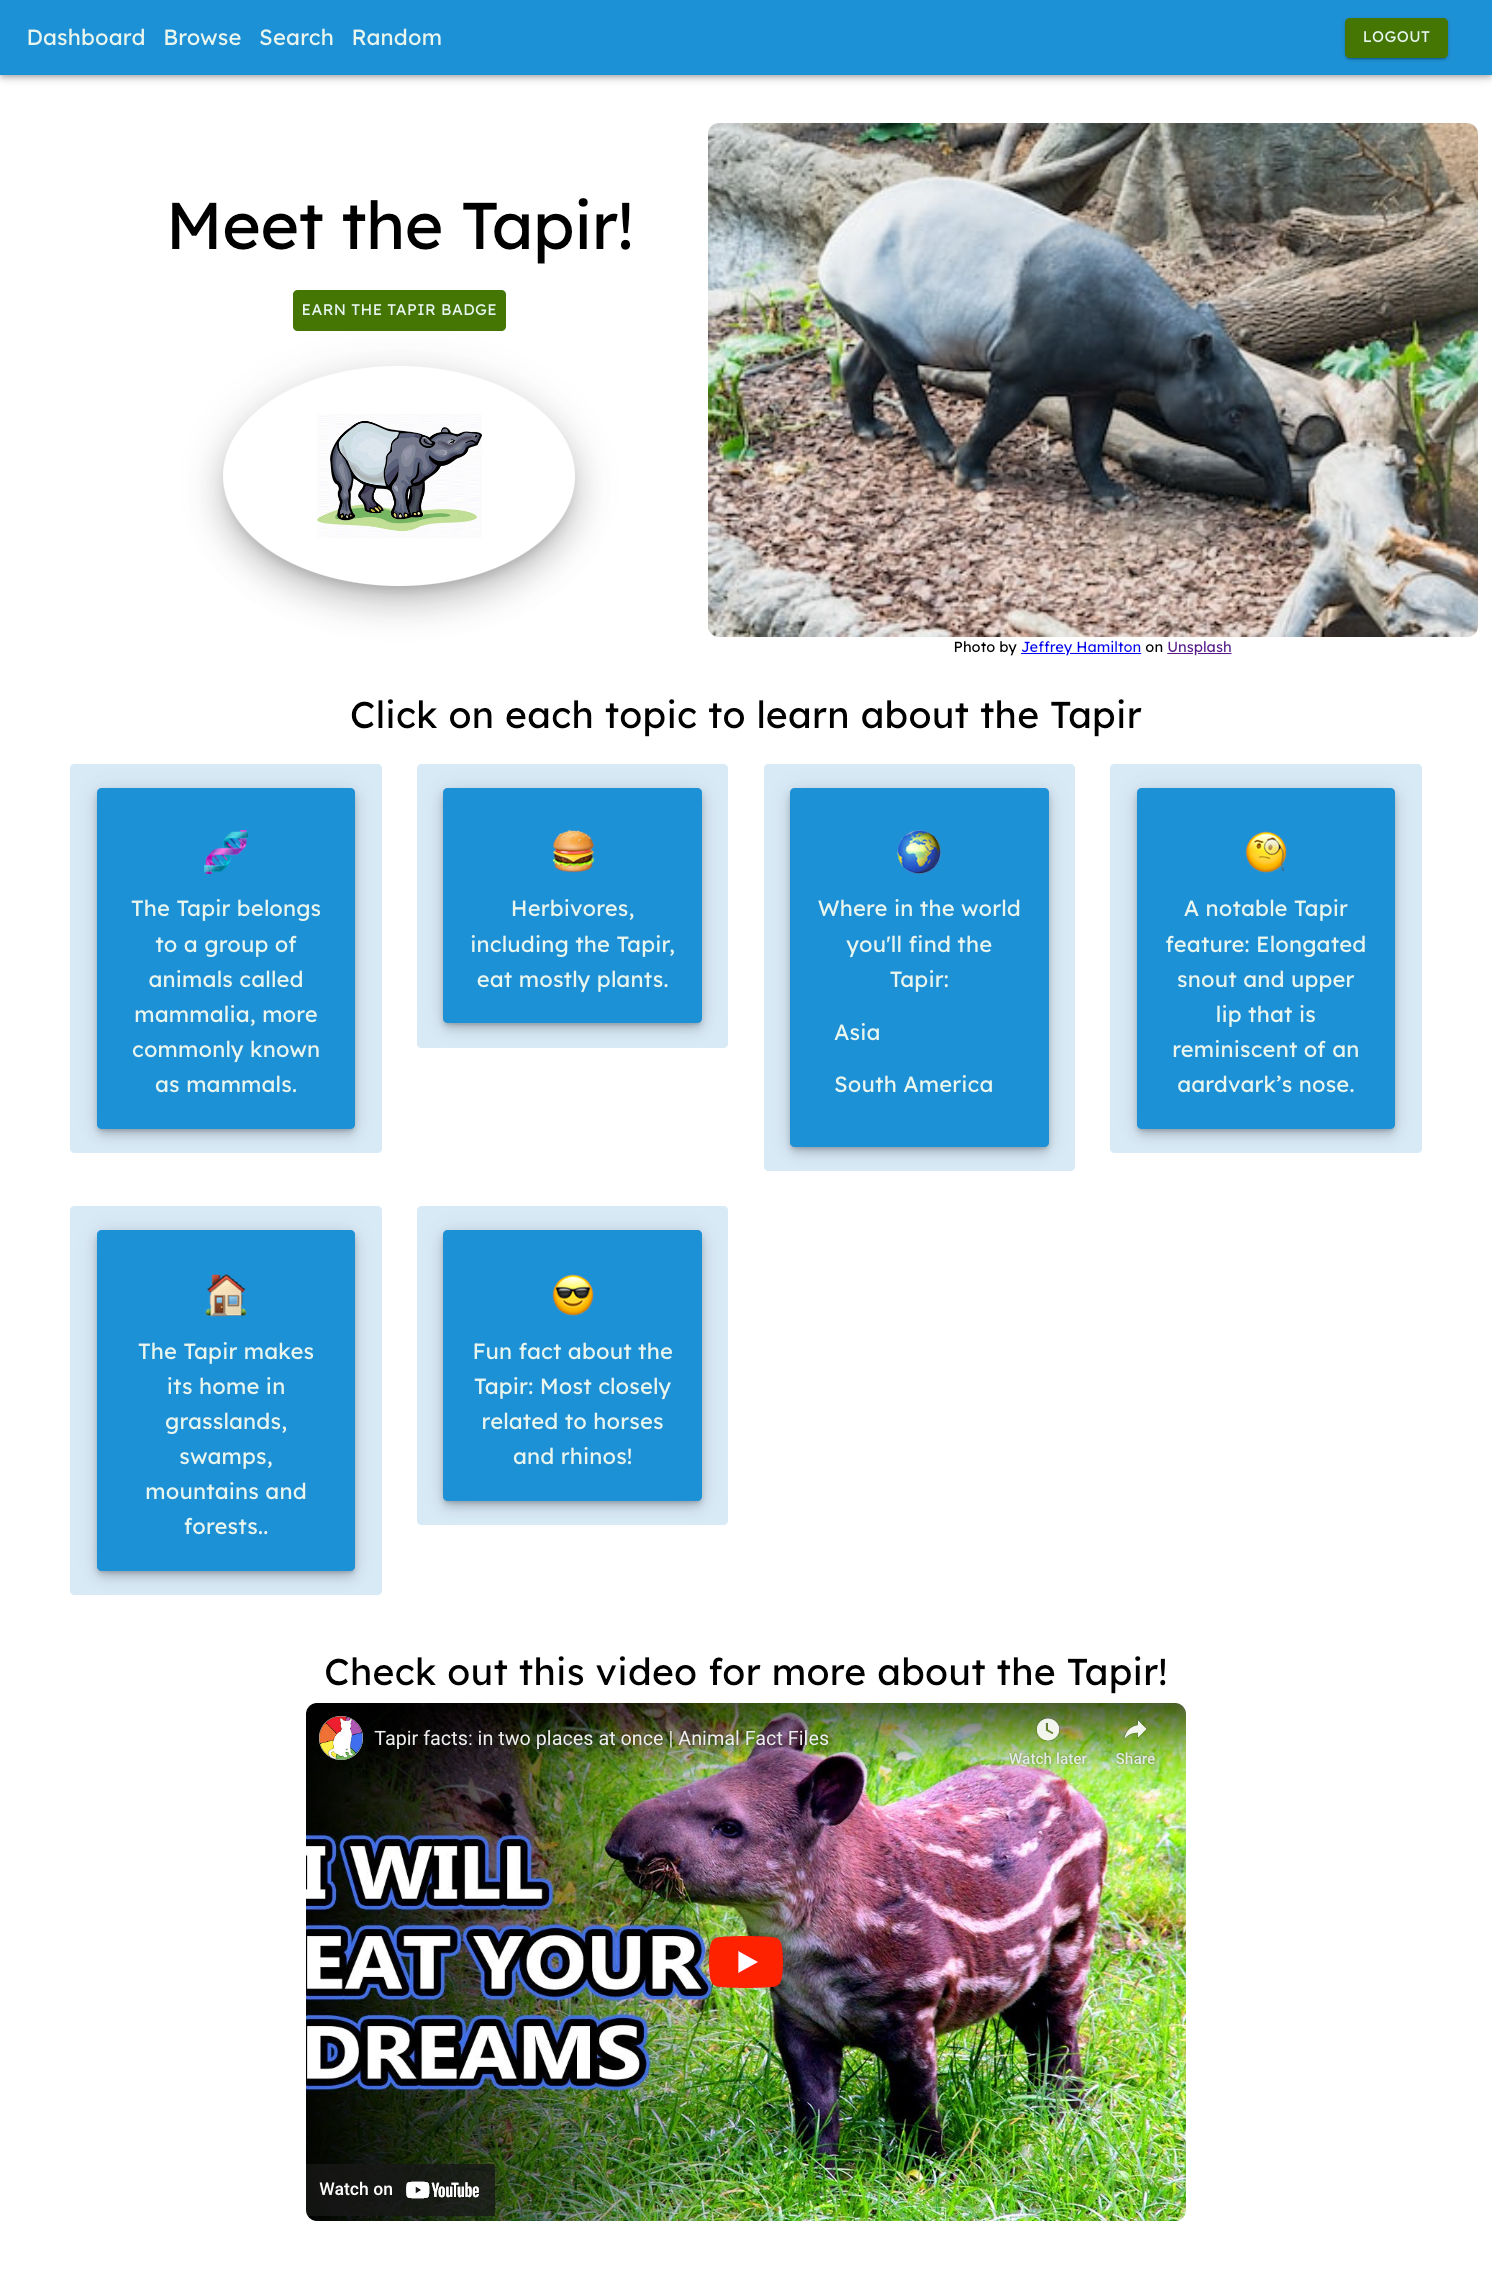 Dashboard Browse Search Random
LOGOUT
Meet the Tapir!
EARN THE TAPIR BADGE
Photo by Jeffrey Hamilton on Unsplash
Click on each topic to learn about the Tapir
The Tapir belongs
to a group of
animals called
mammalia, more
commonly known
as mammals.
Herbivores,
including the Tapir,
eat mostly plants.
Where in the world
you'll find the
Tapir:
Asia
South America
A notable Tapir
feature: Elongated
snout and upper
lip that is
reminiscent of an
aardvark’s nose.
The Tapir makes
its home in
grasslands,
swamps,
mountains and
forests..
Fun fact about the
Tapir: Most closely
related to horses
and rhinos!
Check out this video for more about the Tapir!
Tapir facts: in two places at once | Animal Fact Files
Watch later
Share
I WILL
EAT YOUR
DREAMS
Watch on YouTube